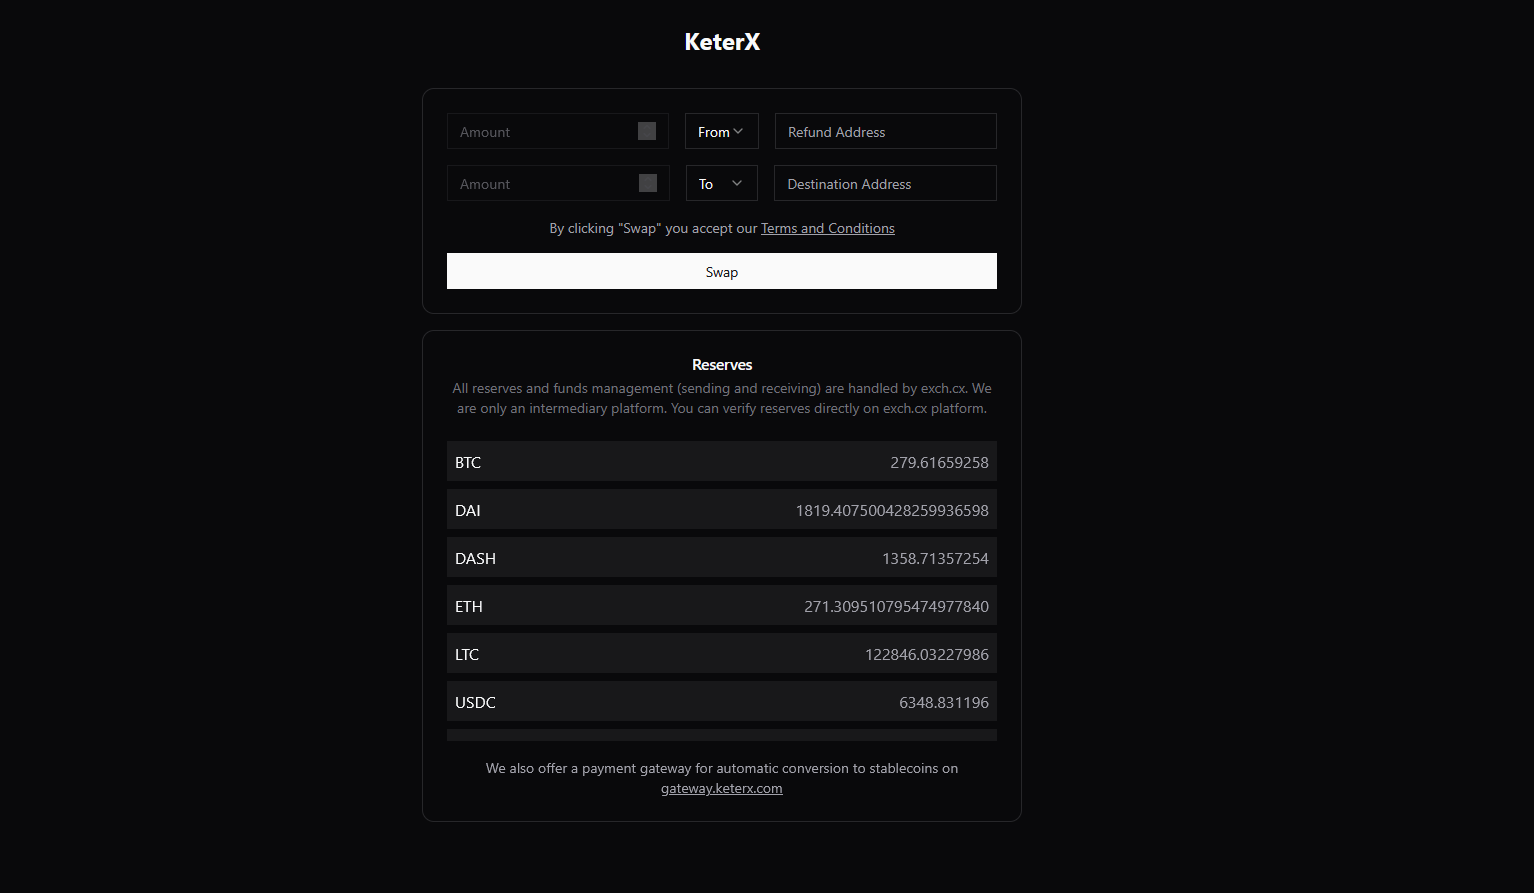 KeterX
Amount
From
Refund Address
Amount
To
Destination Address
By clicking "Swap" you accept our Terms and Conditions
Swap
Reserves
All reserves and funds management (sending and receiving) are handled by exch.cx. We
are only an intermediary platform. You can verify reserves directly on exch.cx platform.
BTC 279.61659258
DAI 1819.407500428259936598
DASH 1358.71357254
ETH 271.309510795474977840
LTC 122846.03227986
USDC 6348.831196
We also offer a payment gateway for automatic conversion to stablecoins on
gateway.keterx.com